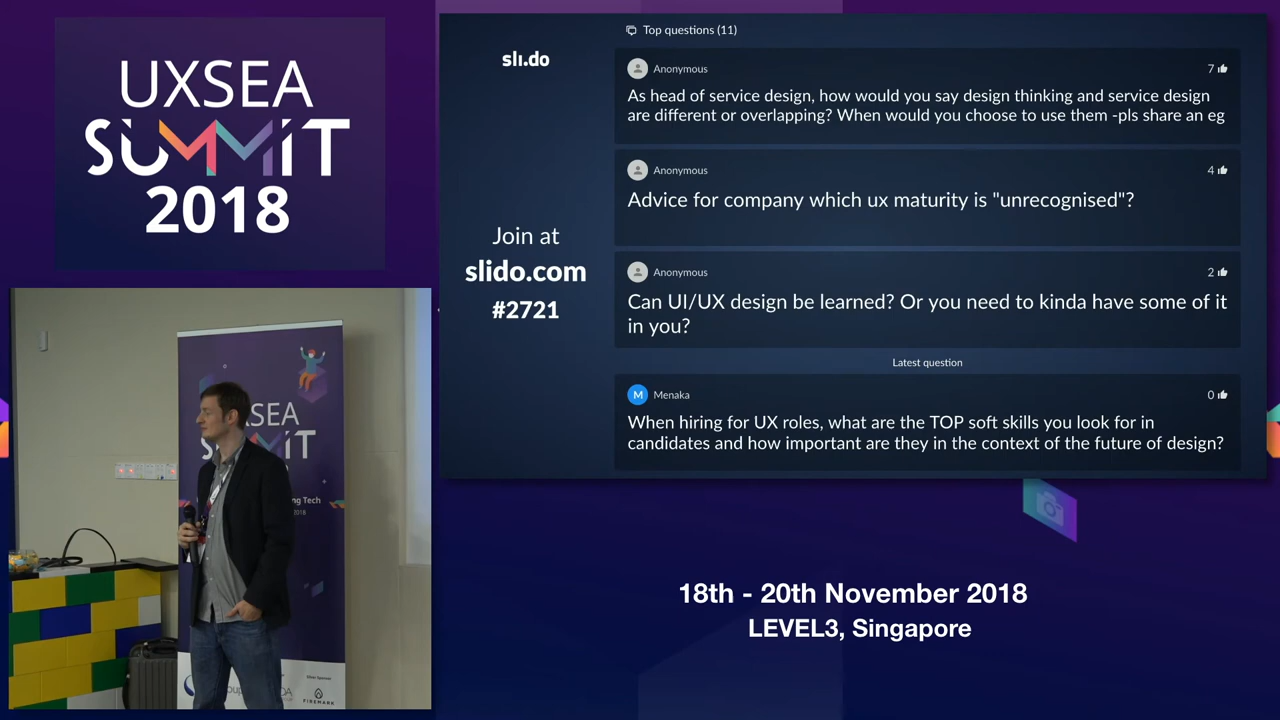 UXSEA
SUMMIT
2018
sli.do
Join at
slido.com
#2721
Top questions (11)
Anonymous
7
As head of service design, how would you say design thinking and service design
are different or overlapping? When would you choose to use them -pls share an eg
Anonymous
4
Advice for company which ux maturity is "unrecognised"?
Anonymous
2
Can UI/UX design be learned? Or you need to kinda have some of it
in you?
Latest question
M
Menaka
0
When hiring for UX roles, what are the TOP soft skills you look for in
candidates and how important are they in the context of the future of design?
18th - 20th November 2018
LEVEL3, Singapore
SEA
SUMMIT
Tech
2018
FIREMARK